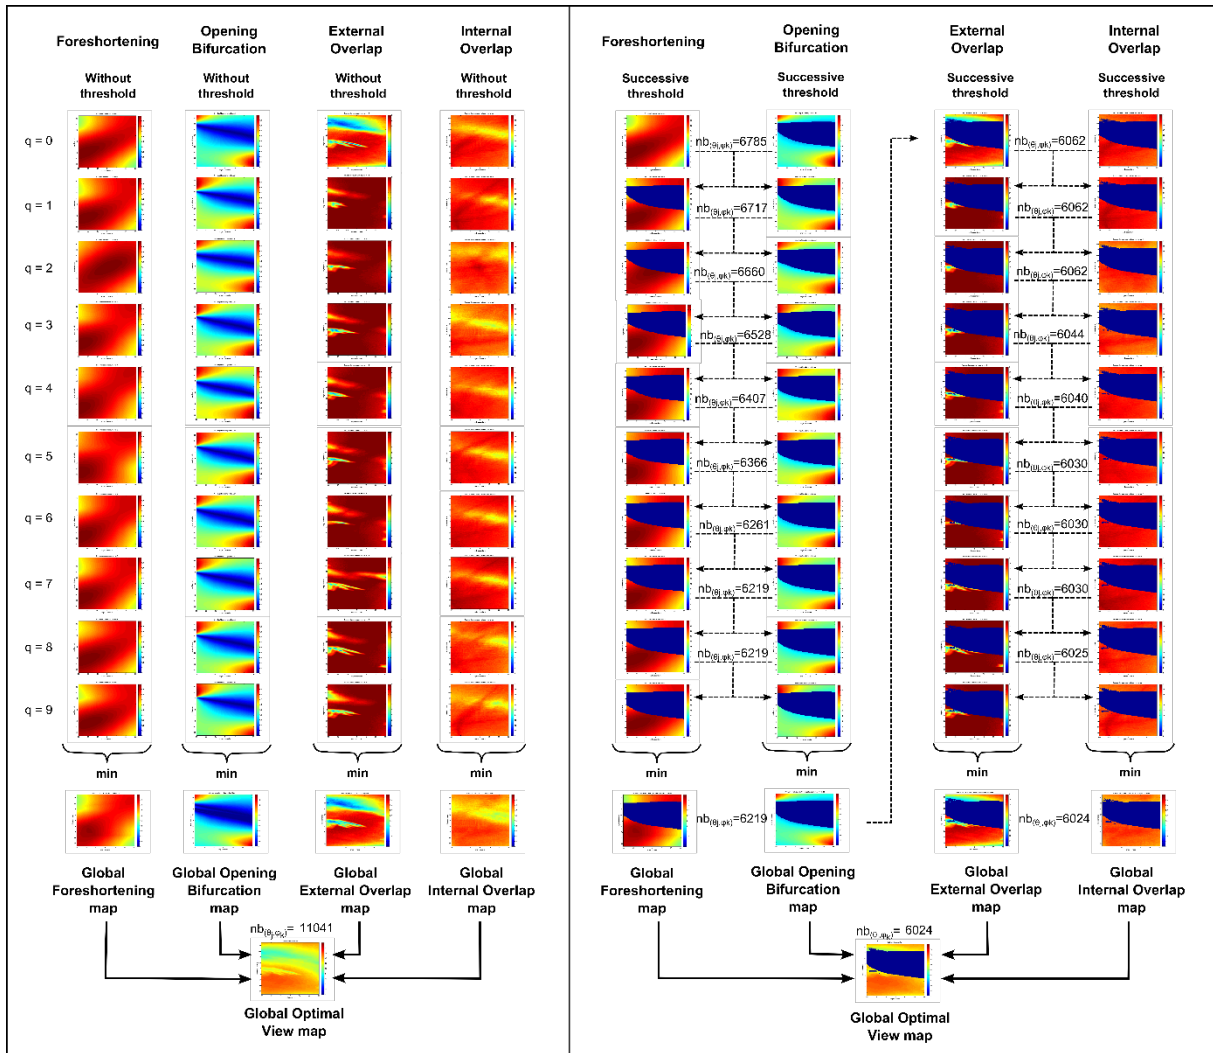 Foreshortening
Opening
Bifurcation
External
Overlap
Internal
Overlap
Without
threshold
Without
threshold
Without
threshold
Without
threshold
q = 0
q = 1
q = 2
q = 3
q = 4
q = 5
q = 6
q = 7
q = 8
q = 9
min
min
min
min
Global
Foreshortening
map
Global Opening
Bifurcation
map
Global
External Overlap
map
Global
Internal Overlap
map
nb(θj,φk)= 11041
Global Optimal
View map
Foreshortening
Opening
Bifurcation
External
Overlap
Internal
Overlap
Successive
threshold
Successive
threshold
Successive
threshold
Successive
threshold
nb(θj,φk)=6785
nb(θj,φk)=6717
nb(θj,φk)=6660
nb(θj,φk)=6528
nb(θj,φk)=6407
nb(θj,φk)=6366
nb(θj,φk)=6261
nb(θj,φk)=6219
nb(θj,φk)=6219
nb(θj,φk)=6062
nb(θj,φk)=6062
nb(θj,φk)=6062
nb(θj,φk)=6044
nb(θj,φk)=6040
nb(θj,φk)=6030
nb(θj,φk)=6030
nb(θj,φk)=6030
nb(θj,φk)=6025
min
min
min
min
nb(θj,φk)=6219
nb(θj,φk)=6024
Global
Foreshortening
map
Global Opening
Bifurcation
map
Global
External Overlap
map
Global
Internal Overlap
map
nb(θj,φk)= 6024
Global Optimal
View map